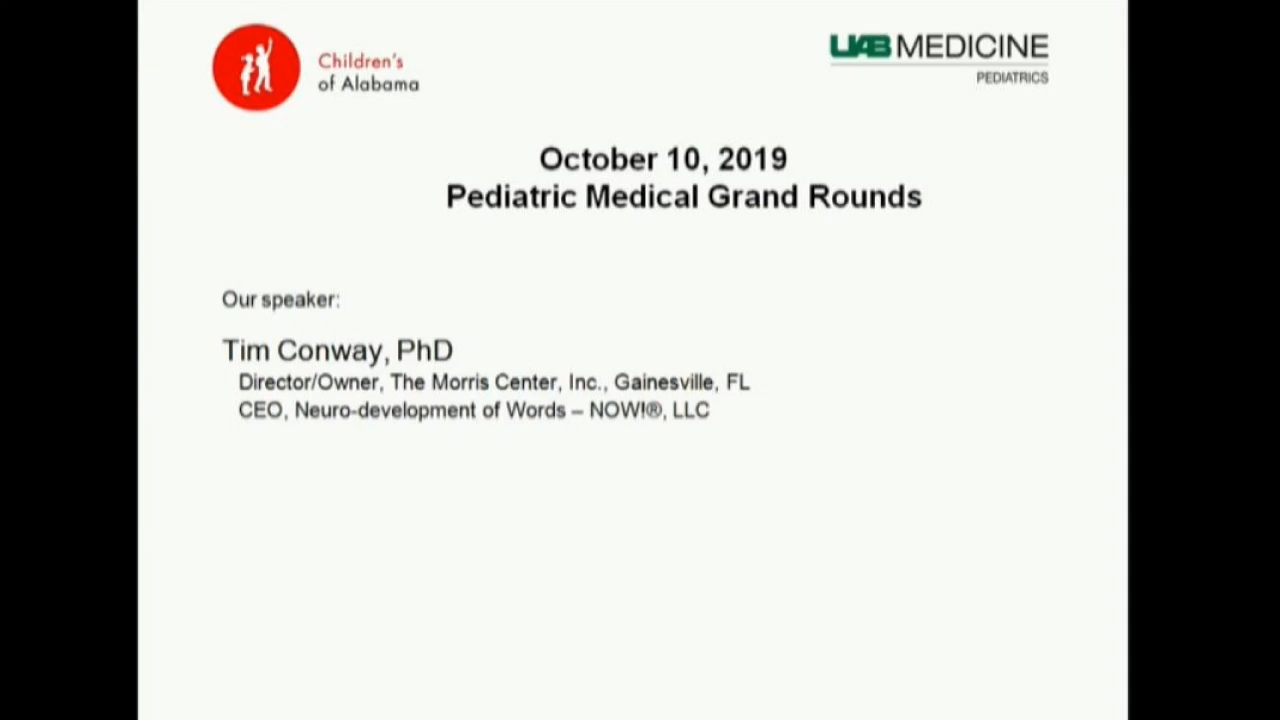 Children's
of Alabama
UAB MEDICINE
PEDIATRICS
October 10, 2019
Pediatric Medical Grand Rounds
Our speaker:
Tim Conway, PhD
Director/Owner, The Morris Center, Inc., Gainesville, FL
CEO, Neuro-development of Words – NOW!®, LLC